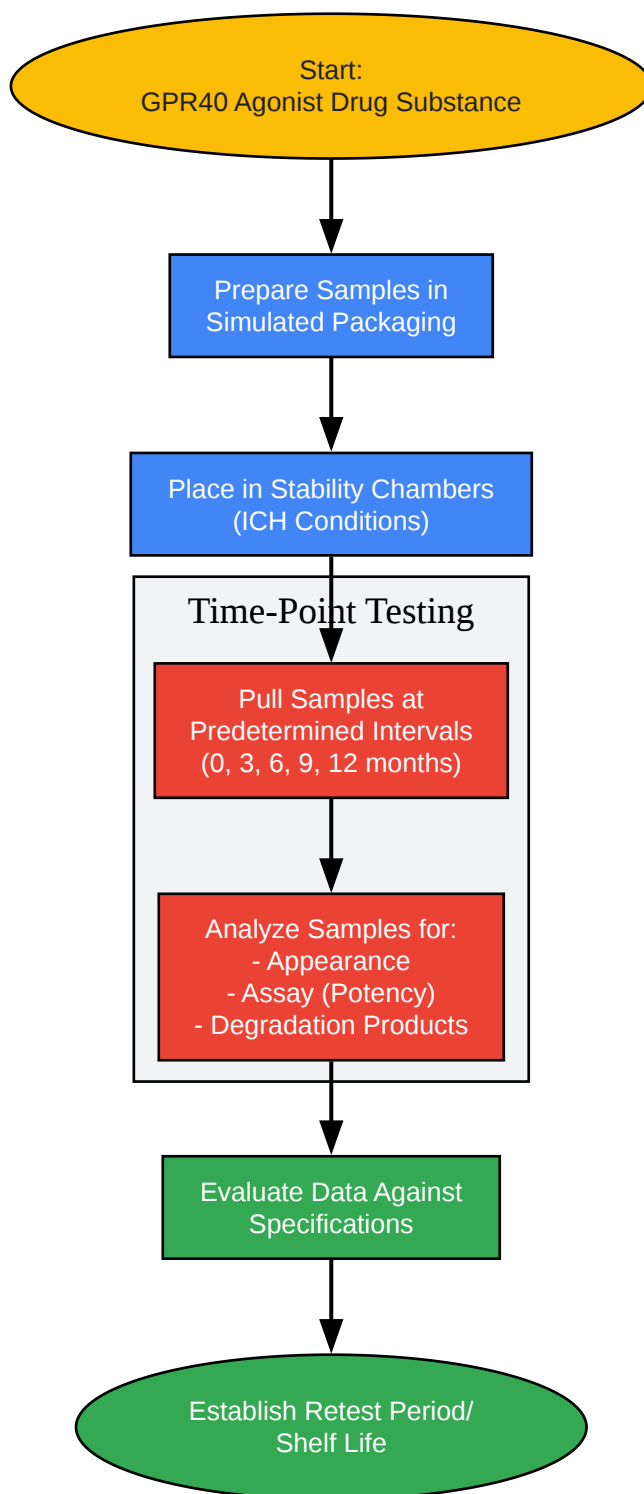 Start:
GPR40 Agonist Drug Substance
Prepare Samples in
Simulated Packaging
Place in Stability Chambers
(ICH Conditions)
Time-Point Testing
Pull Samples at
Predetermined Intervals
(0, 3, 6, 9, 12 months)
Analyze Samples for:
- Appearance
- Assay (Potency)
- Degradation Products
Evaluate Data Against
Specifications
Establish Retest Period/
Shelf Life